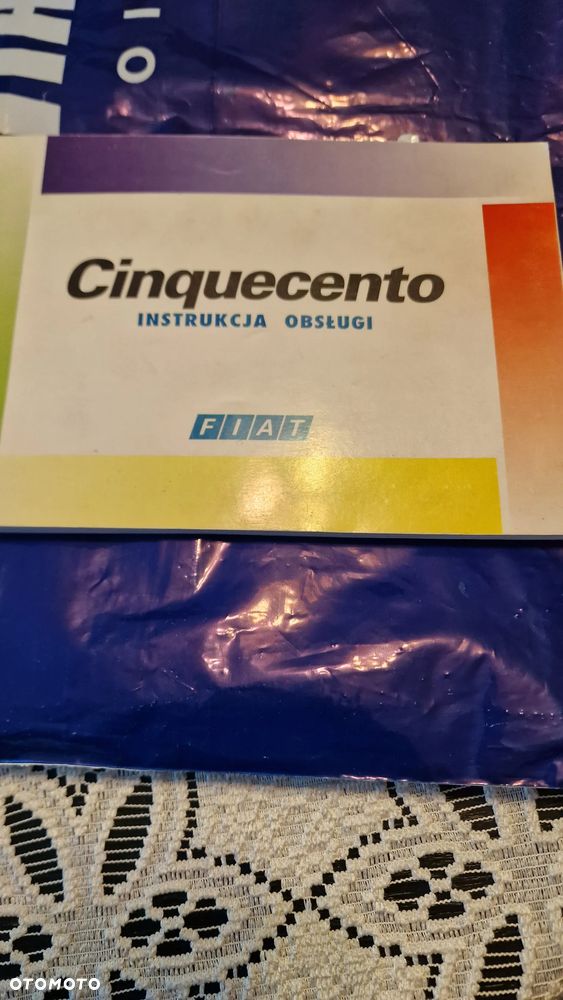 Cinquecento
INSTRUKCJA OBSŁUGI
FIAT
OTOMOTO